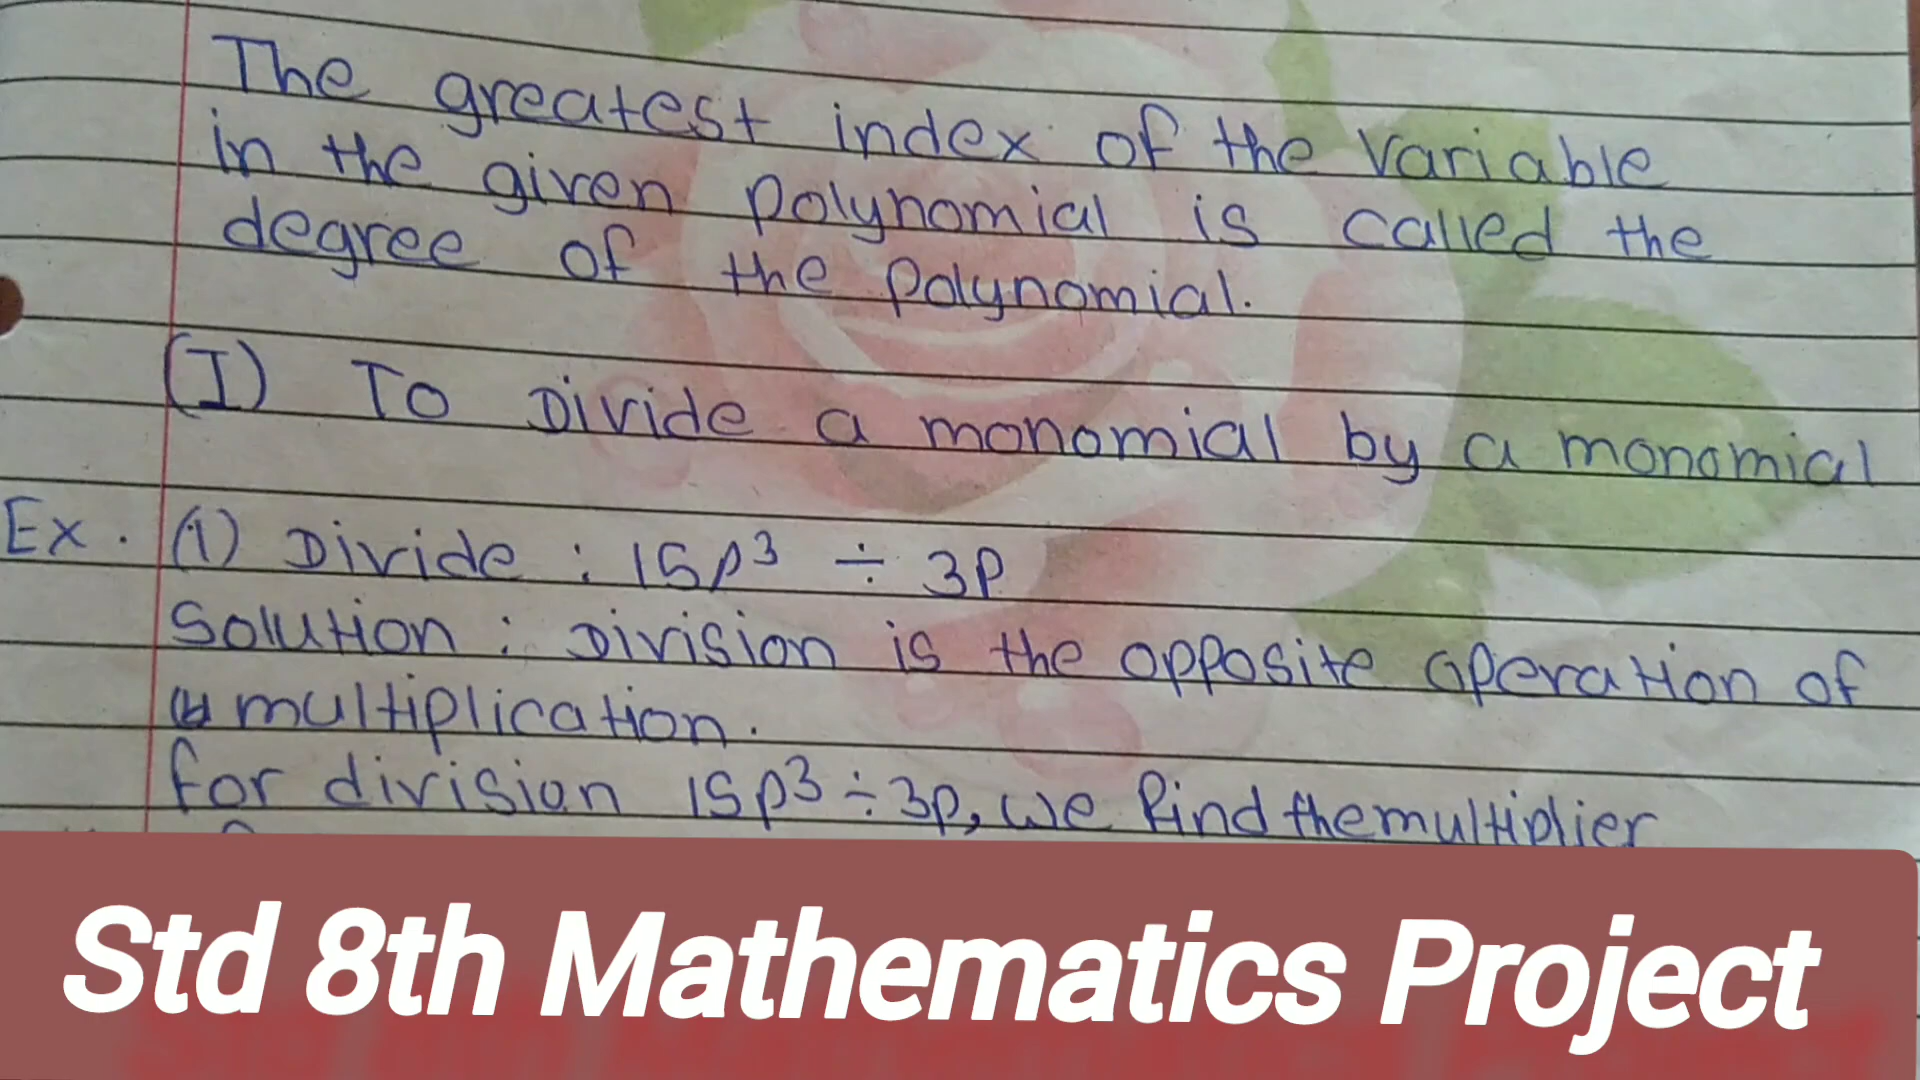 The greatest index of the variable
in the given polynomial is called the
degree of the polynomial.
(I) To Divide a monomial by a monomial
Ex. (1) Divide : 15p³ ÷ 3p
Solution : Division is the opposite operation of
multiplication.
for division 15p³ ÷ 3p, we find the multiplier
Std 8th Mathematics Project